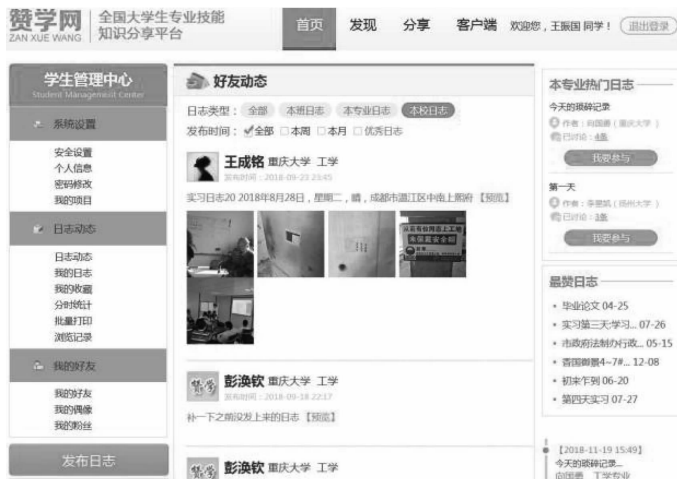 赞学网
ZAN XUE WANG
全国大学生专业技能
知识分享平台
首页 发现 分享 客户端 欢迎您，王振国 同学！ 退出登录
学生管理中心
Student Management Center
系统设置
安全设置
个人信息
密码修改
我的项目
日志动态
日志动态
我的日志
我的收藏
分时统计
批量打印
浏览记录
我的好友
我的好友
我的偶像
我的粉丝
发布日志
好友动态
日志类型： 全部 本班日志 本专业日志 本校日志
发布时间： 全部 本周 本月 优秀日志
王成铭 重庆大学 工学
发布时间：2018-09-23 23:45
实习日志20 2018年8月28日，星期二，晴，成都市温江区中南上熙府 【预览】
未佩戴安全帽
彭涣钦 重庆大学 工学
发布时间：2018-09-18 22:17
补一下之前没发上来的日志 【预览】
彭涣钦 重庆大学 工学
本专业热门日志
今天的琐碎记录
作者：向国勇（重庆大学 ）
已讨论：4条
我要参与
第一天
作者：李思凯（扬州大学 ）
已讨论：3条
我要参与
最赞日志
毕业论文 04-25
实习第三天:学习... 07-26
市政府法制办行政... 05-15
香国御景4~7#... 12-08
初来乍到 06-20
第四天实习 07-27
【2018-11-19 15:49】
今天的琐碎记录...
向国勇 工学专业